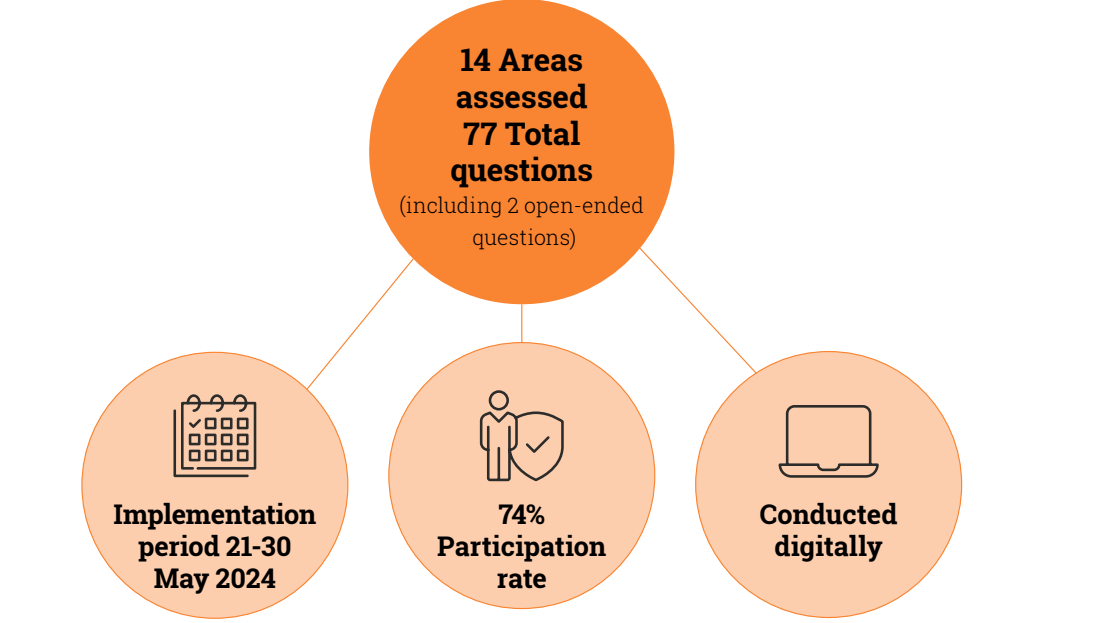 14 Areas
assessed
77 Total
questions
(including 2 open-ended
questions)
Implementation
period 21-30
May 2024
74%
Participation
rate
Conducted
digitally